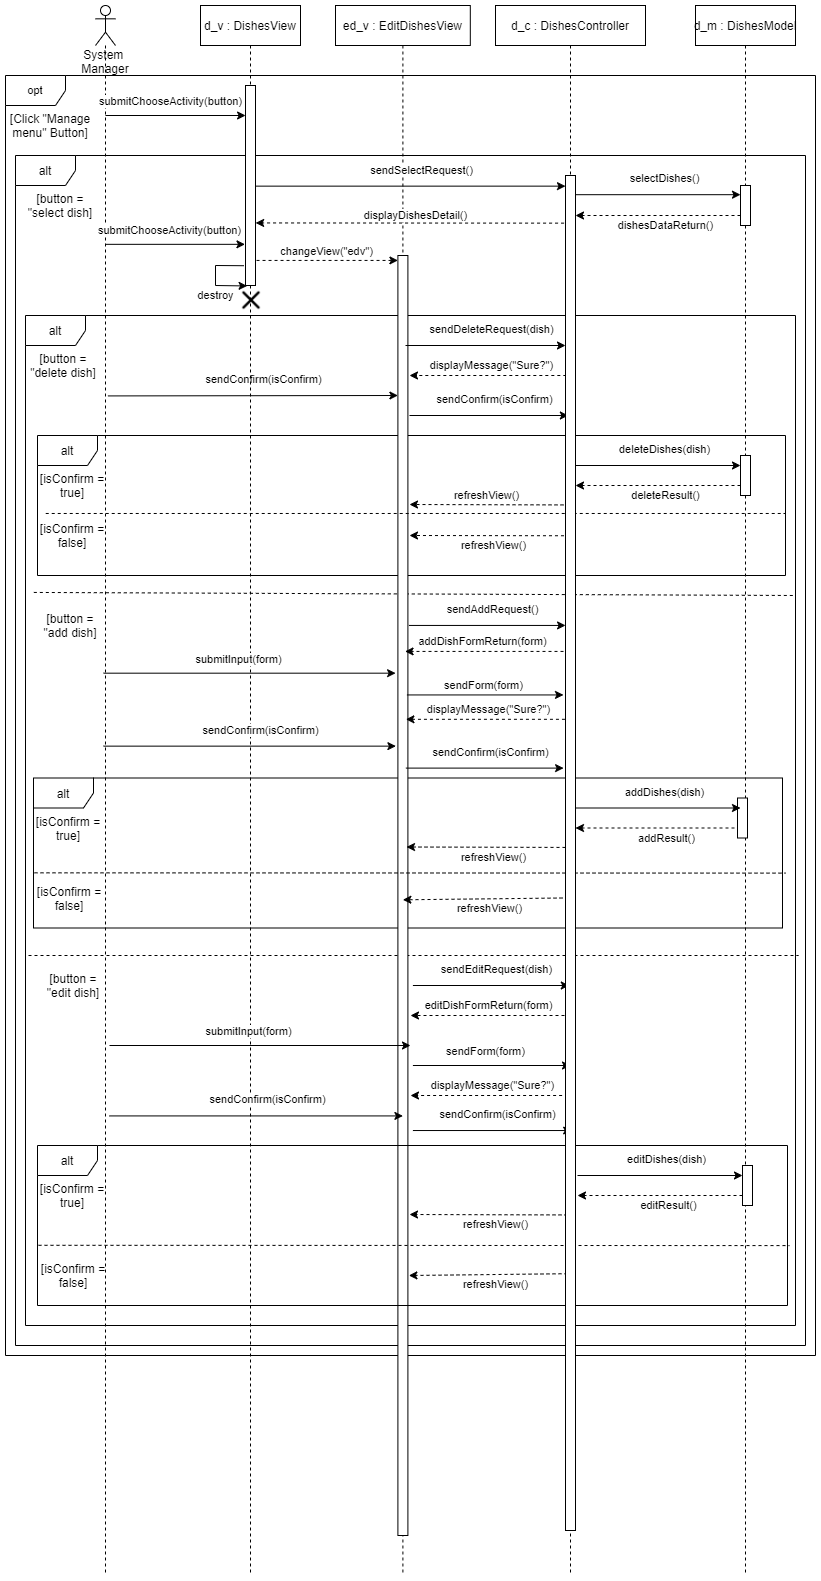 d_v : DishesView
ed_v : EditDishesView
d_c : DishesController
d_m : DishesModel
System
Manager
opt
[Click "Manage
menu" Button]
submitChooseActivity(button)
alt
[button =
"select dish]
sendSelectRequest()
selectDishes()
displayDishesDetail()
dishesDataReturn()
submitChooseActivity(button)
changeView("edv")
destroy
alt
[button =
"delete dish]
sendDeleteRequest(dish)
displayMessage("Sure?")
sendConfirm(isConfirm)
sendConfirm(isConfirm)
alt
[isConfirm =
true]
deleteDishes(dish)
deleteResult()
refreshView()
[isConfirm =
false]
refreshView()
[button =
"add dish]
sendAddRequest()
addDishFormReturn(form)
submitInput(form)
sendForm(form)
displayMessage("Sure?")
sendConfirm(isConfirm)
sendConfirm(isConfirm)
alt
[isConfirm =
true]
addDishes(dish)
addResult()
refreshView()
[isConfirm =
false]
refreshView()
[button =
"edit dish]
sendEditRequest(dish)
editDishFormReturn(form)
submitInput(form)
sendForm(form)
displayMessage("Sure?")
sendConfirm(isConfirm)
sendConfirm(isConfirm)
alt
[isConfirm =
true]
editDishes(dish)
editResult()
refreshView()
[isConfirm =
false]
refreshView()